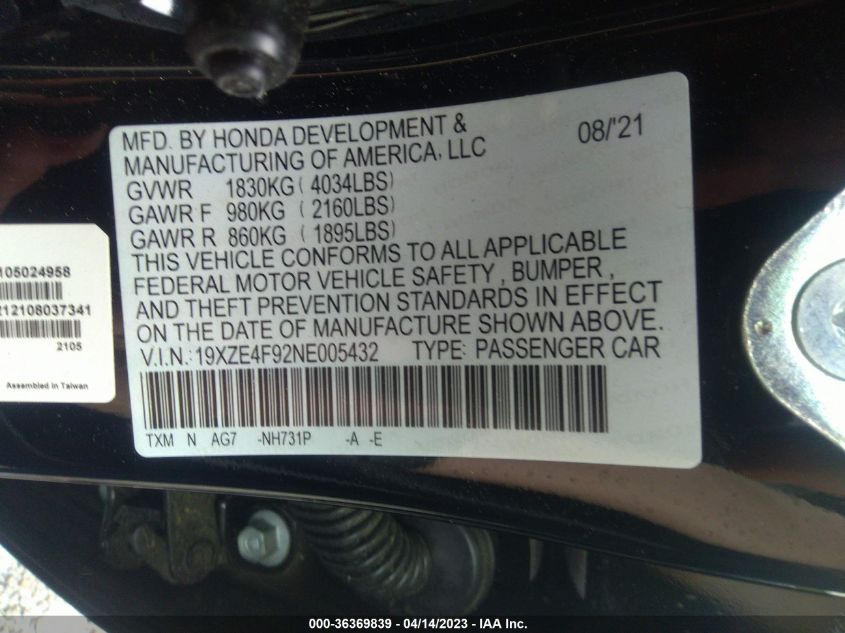 MFD. BY HONDA DEVELOPMENT &
MANUFACTURING OF AMERICA, LLC
08/'21
GVWR 1830KG ( 4034LBS)
GAWR F 980KG ( 2160LBS)
GAWR R 860KG ( 1895LBS)
THIS VEHICLE CONFORMS TO ALL APPLICABLE
FEDERAL MOTOR VEHICLE SAFETY , BUMPER ,
AND THEFT PREVENTION STANDARDS IN EFFECT
ON THE DATE OF MANUFACTURE SHOWN ABOVE.
V.I.N.: 19XZE4F92NE005432 TYPE: PASSENGER CAR
TXM N AG7 -NH731P -A -E
105024958
212108037341
2105
Assembled in Taiwan
000-36369839 - 04/14/2023 - IAA Inc.